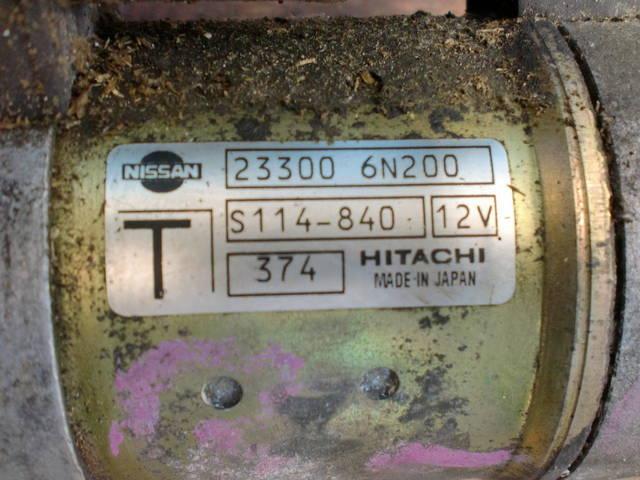 NISSAN 23300 6N200
T S114-840 12V
374 HITACHI
MADE IN JAPAN